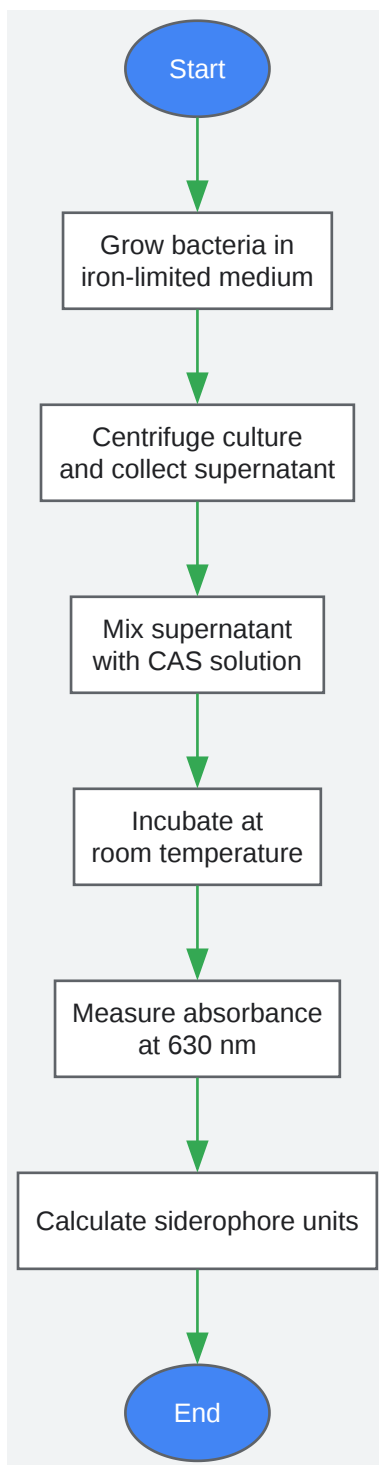 Start
Grow bacteria in
iron-limited medium
Centrifuge culture
and collect supernatant
Mix supernatant
with CAS solution
Incubate at
room temperature
Measure absorbance
at 630 nm
Calculate siderophore units
End